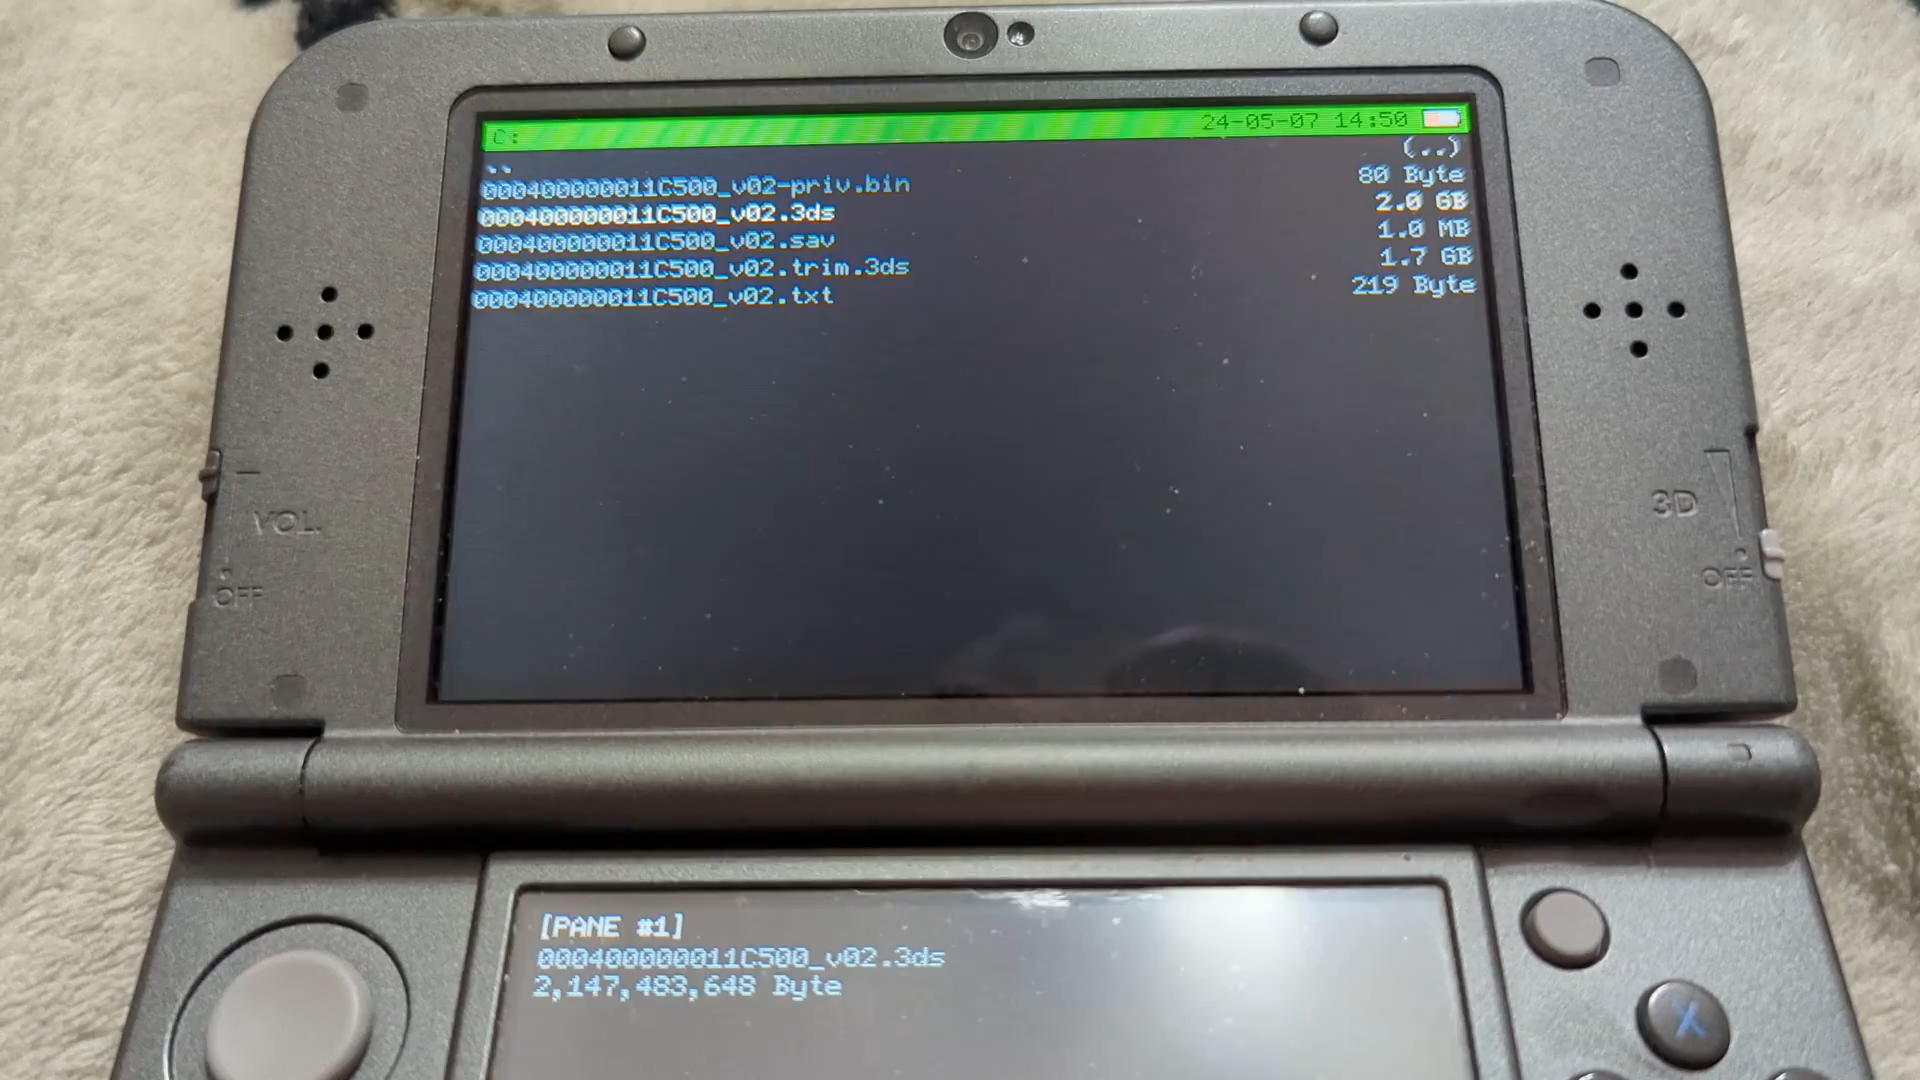 C: 24-05-07 14:50
.. (..)
000400000011C500_v02-priv.bin 80 Byte
000400000011C500_v02.3ds 2.0 GB
000400000011C500_v02.sav 1.0 MB
000400000011C500_v02.trim.3ds 1.7 GB
000400000011C500_v02.txt 219 Byte
VOL.
OFF
3D
OFF
[PANE #1]
000400000011C500_v02.3ds
2,147,483,648 Byte
X